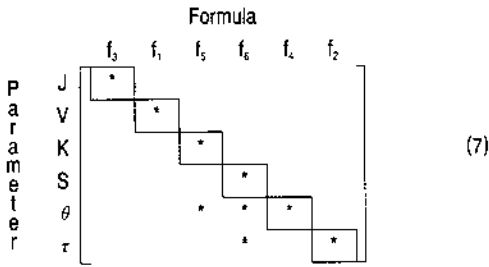 Formula
f₃ f₁ f₅ f₆ f₄ f₂
Parameter
J *
V *
K *
S *
θ * * *
τ * *
(7)